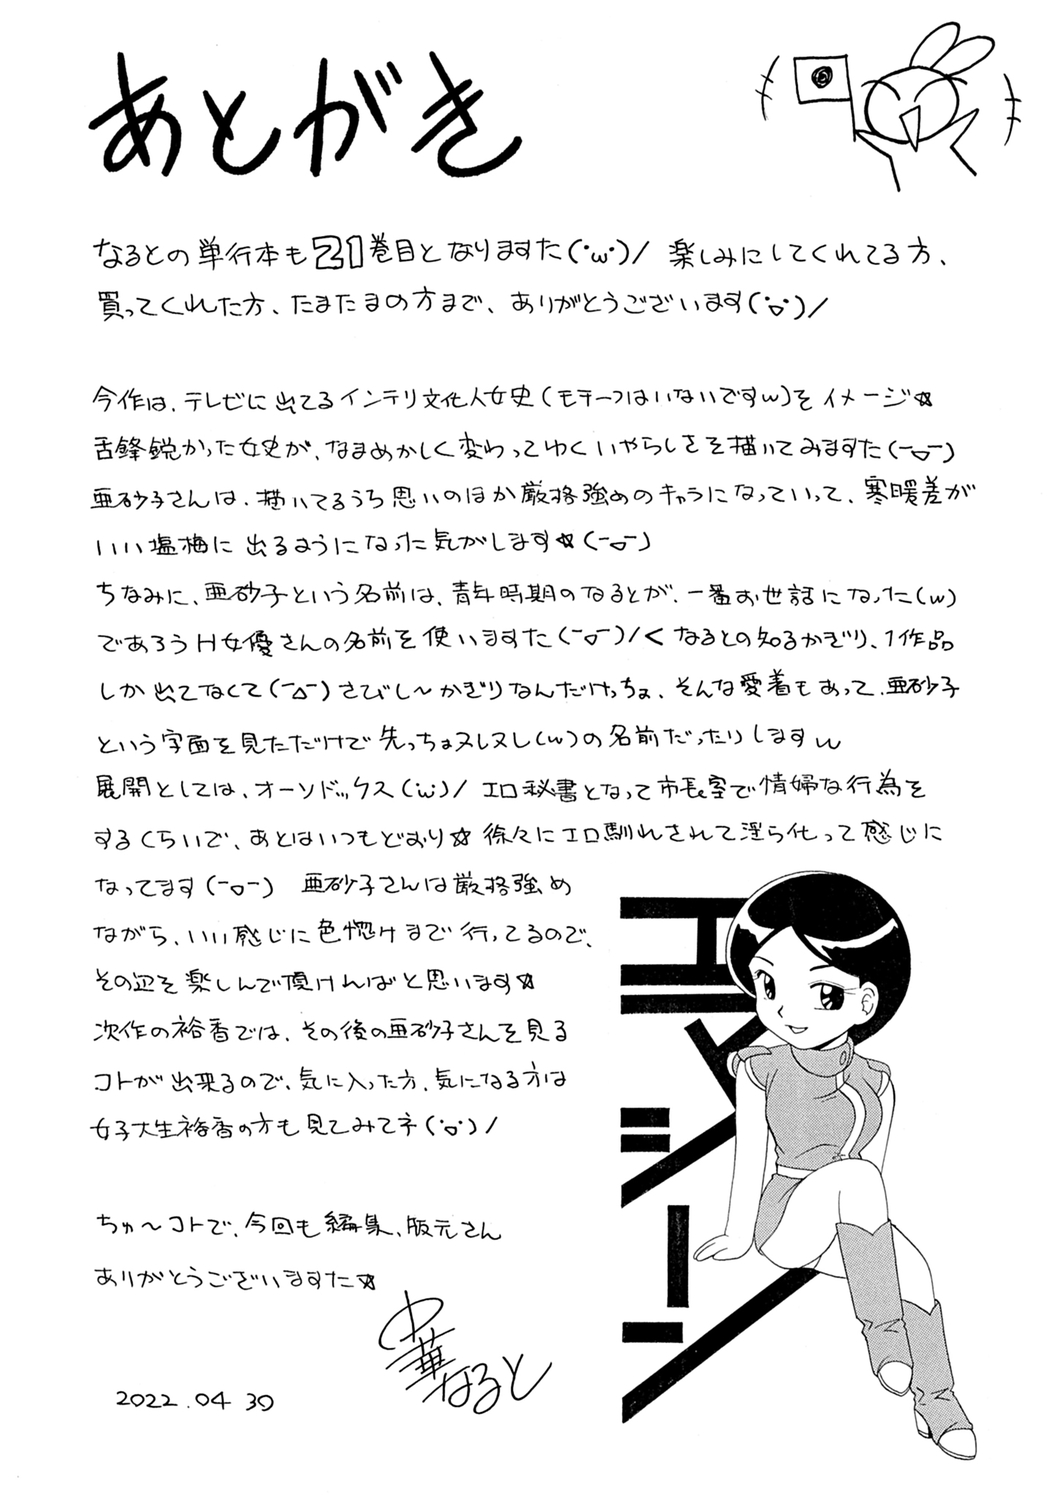 あとがき
なるとの単行本も21巻目となりますた(・ω・)/ 楽しみにしてくれてる方、
買ってくれた方、たまたまの方まで、ありがとうございます(・o・)/
今作は、テレビに出てるインテリ文化人女史(モチーフはいないですw)をイメージ☆
舌鋒鋭かった女史が、なまめかしく変わってゆくいやらしさを描いてみますた(ーoー)
亜砂子さんは、描いてるうち思いのほか厳格強めのキャラになっていって、寒暖差が
いい塩梅に出るようになった気がします☆(ーoー)
ちなみに、亜砂子という名前は、青年時期のなるとが、一番お世話になった(w)
であろうH女優さんの名前を使いますた(ーoー)/くなるとの知るかぎり、1作品
しか出てなくて(ー△ー)さびし〜かぎりなんだけっちょ、そんな愛着もあって、亜砂子
という字面を見ただけで先っちょヌレヌレ(w)の名前だったりしますw
展開としては、オーソドックス(・ω・)/ エロ秘書となって市長室で情婦な行為を
するくらいで、あとはいつもどおり☆徐々にエロ馴れされて淫ら化って感じに
なってます(ーoー) 亜砂子さんは厳格強め
ながら、いい感じに色惚けまで行ってるので、
その辺を楽しんで頂ければと思います☆
次作の裕香では、その後の亜砂子さんを見る
コトが出来るので、気に入った方、気になる方は
女子大生裕香の方も見てみてネ(・o・)/
ちゅ〜コトで、今回も編集、版元さん
ありがとうございますた☆
中華なると
2022.04 30
エマージーン